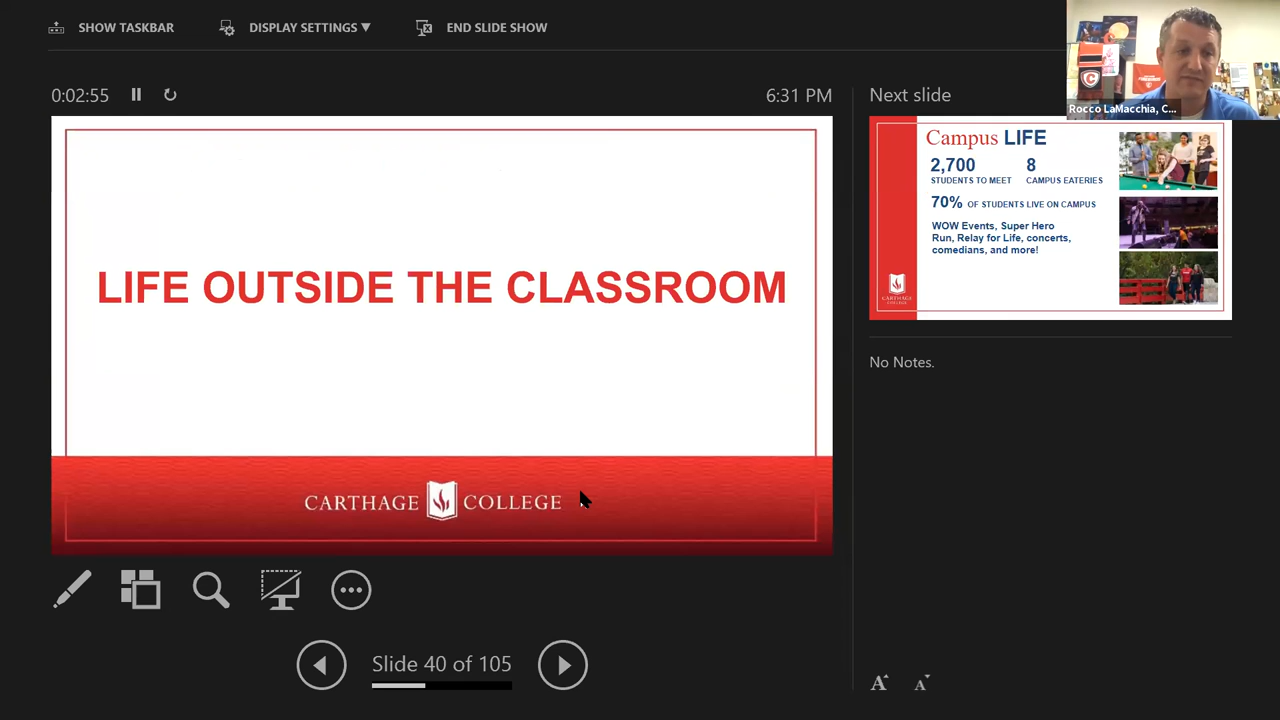 SHOW TASKBAR
DISPLAY SETTINGS ▼
END SLIDE SHOW
0:02:55
6:31 PM
LIFE OUTSIDE THE CLASSROOM
CARTHAGE COLLEGE
Slide 40 of 105
Rocco LaMacchia, C...
Next slide
Campus LIFE
2,700 8
STUDENTS TO MEET CAMPUS EATERIES
70% OF STUDENTS LIVE ON CAMPUS
WOW Events, Super Hero
Run, Relay for Life, concerts,
comedians, and more!
CARTHAGE
COLLEGE
No Notes.
A A